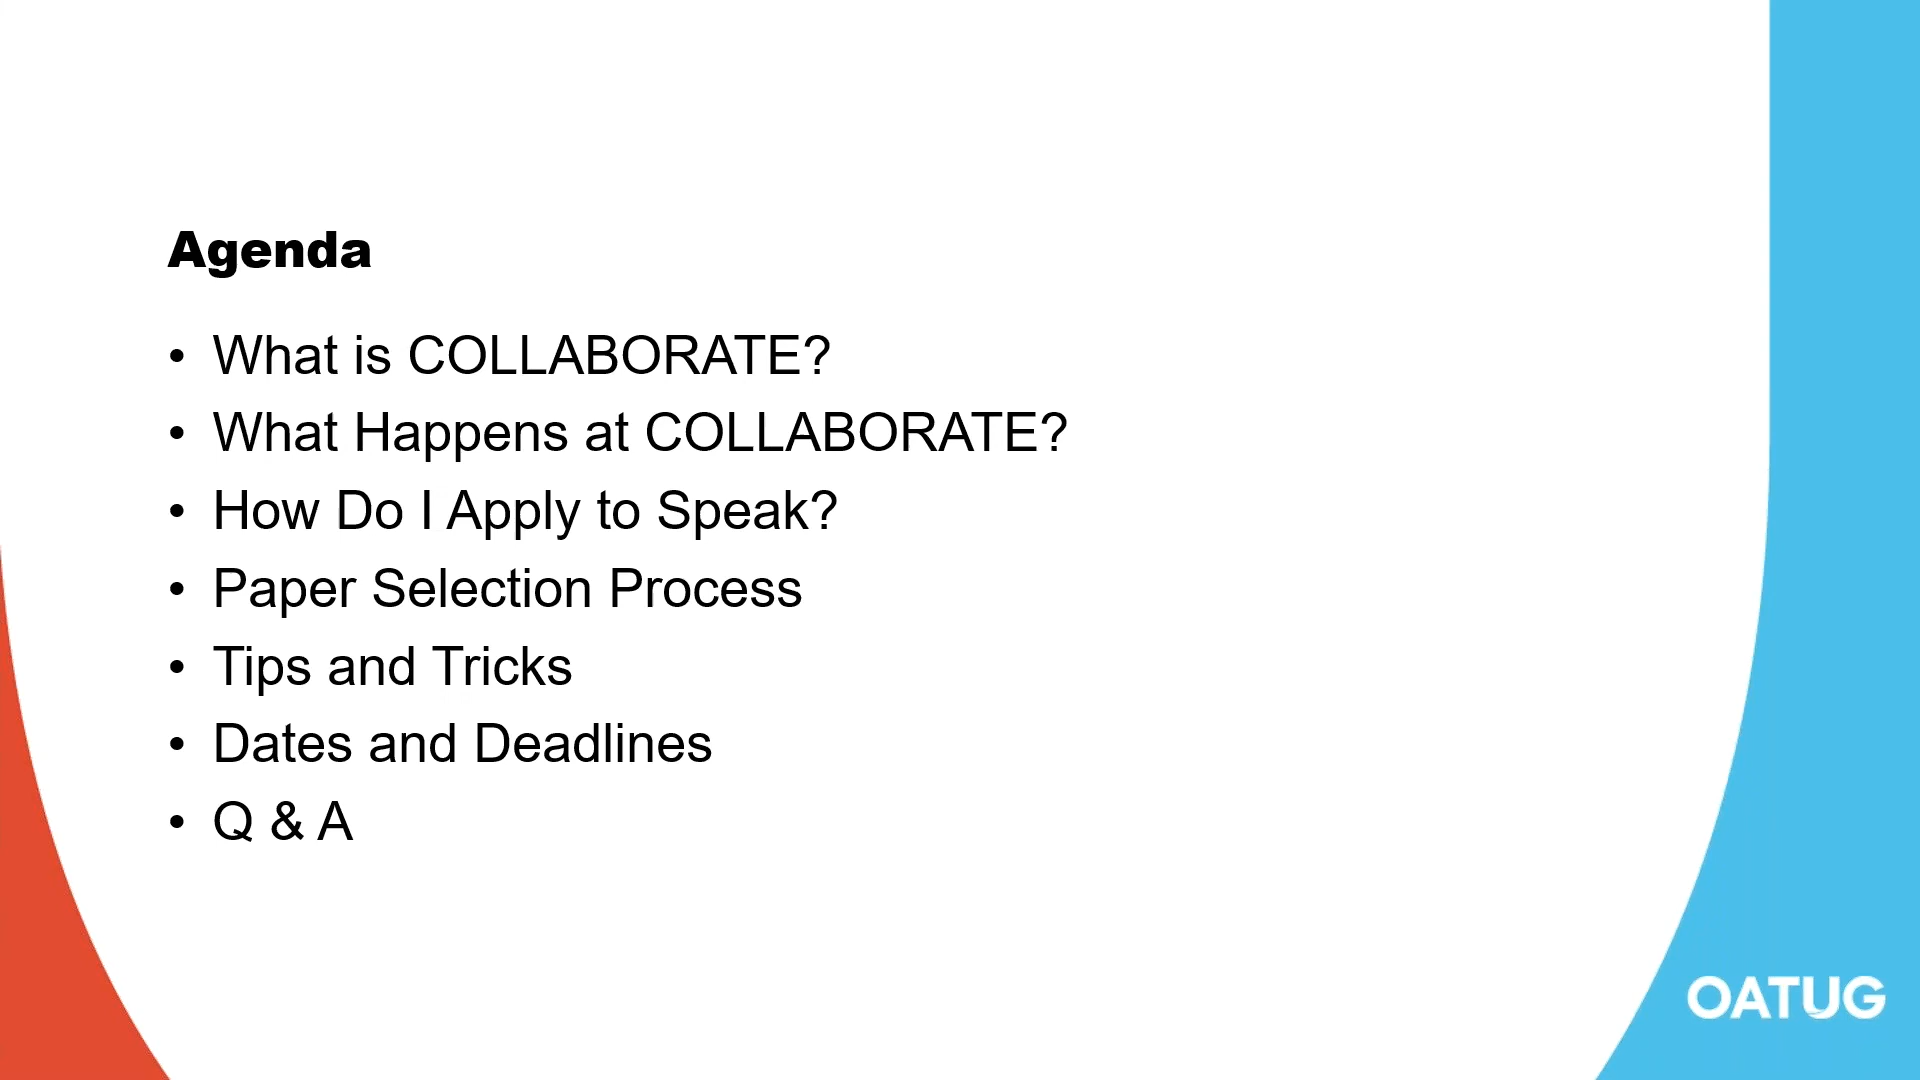 Agenda
• What is COLLABORATE?
• What Happens at COLLABORATE?
• How Do I Apply to Speak?
• Paper Selection Process
• Tips and Tricks
• Dates and Deadlines
• Q & A
OATUG